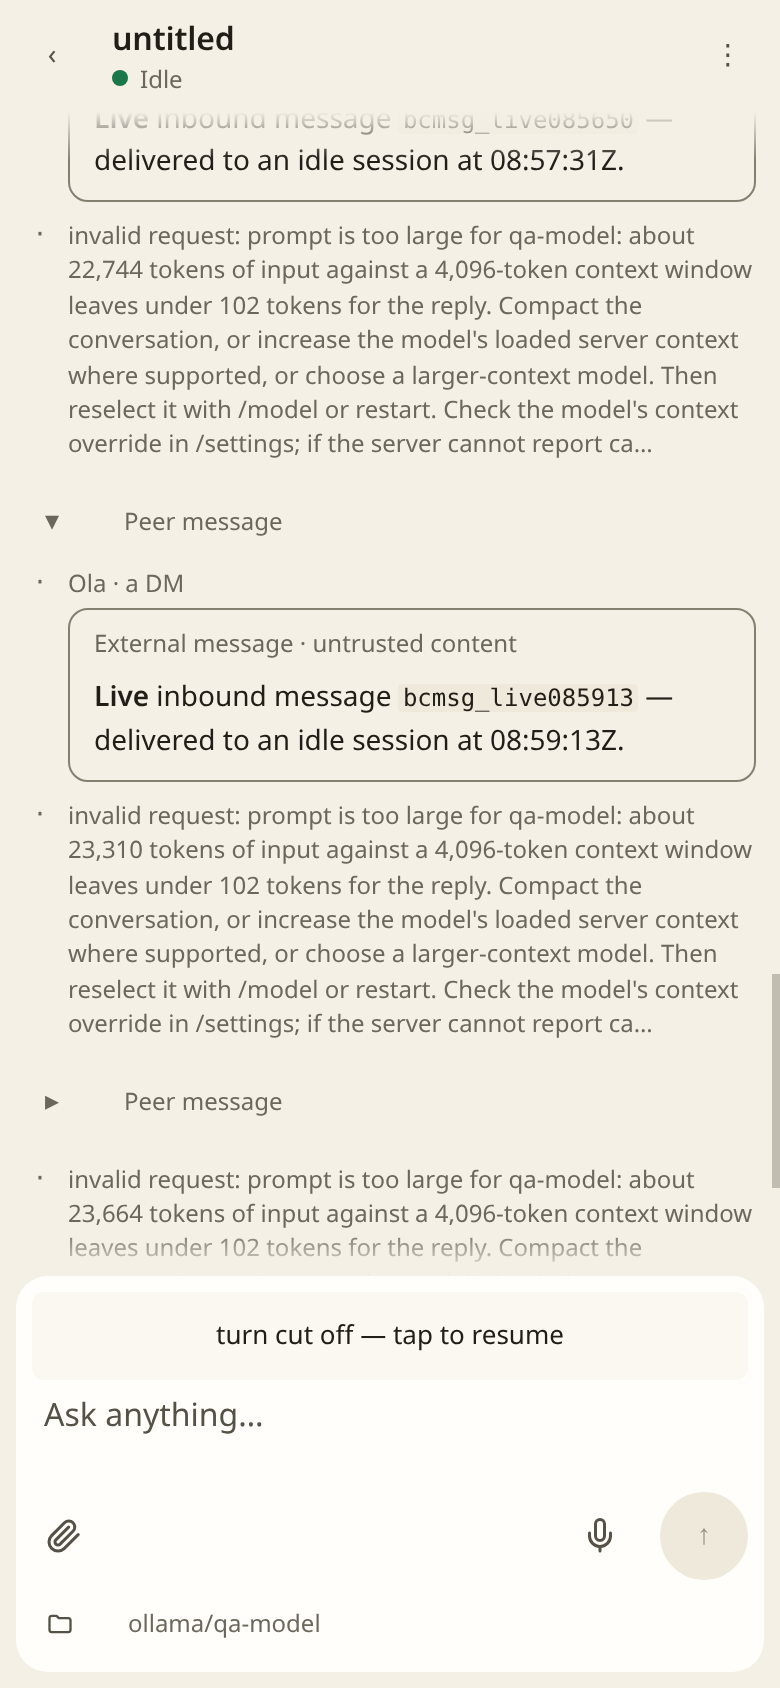 untitled
Idle
Live inbound message bcmsg_live085650 —
delivered to an idle session at 08:57:31Z.
invalid request: prompt is too large for qa-model: about
22,744 tokens of input against a 4,096-token context window
leaves under 102 tokens for the reply. Compact the
conversation, or increase the model's loaded server context
where supported, or choose a larger-context model. Then
reselect it with /model or restart. Check the model's context
override in /settings; if the server cannot report ca...
Peer message
Ola · a DM
External message · untrusted content
Live inbound message bcmsg_live085913 —
delivered to an idle session at 08:59:13Z.
invalid request: prompt is too large for qa-model: about
23,310 tokens of input against a 4,096-token context window
leaves under 102 tokens for the reply. Compact the
conversation, or increase the model's loaded server context
where supported, or choose a larger-context model. Then
reselect it with /model or restart. Check the model's context
override in /settings; if the server cannot report ca...
Peer message
invalid request: prompt is too large for qa-model: about
23,664 tokens of input against a 4,096-token context window
leaves under 102 tokens for the reply. Compact the
turn cut off — tap to resume
Ask anything...
ollama/qa-model